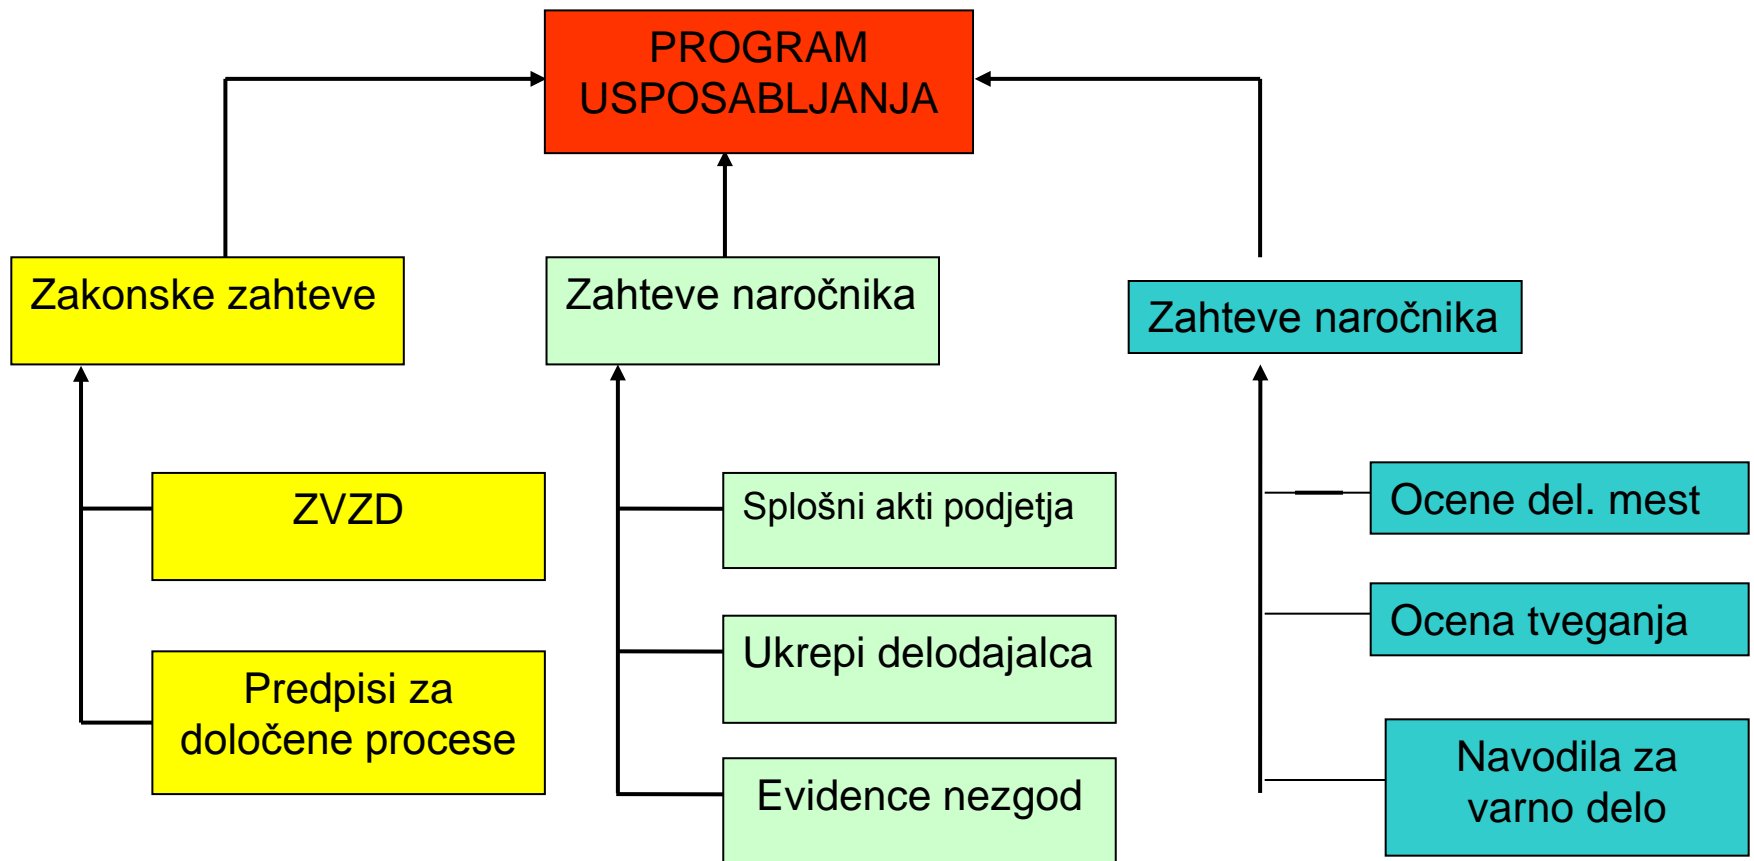 PROGRAM
USPOSABLJANJA
Zakonske zahteve
Zahteve naročnika
Zahteve naročnika
ZVZD
Predpisi za
določene procese
Splošni akti podjetja
Ukrepi delodajalca
Evidence nezgod
Ocene del. mest
Ocena tveganja
Navodila za
varno delo